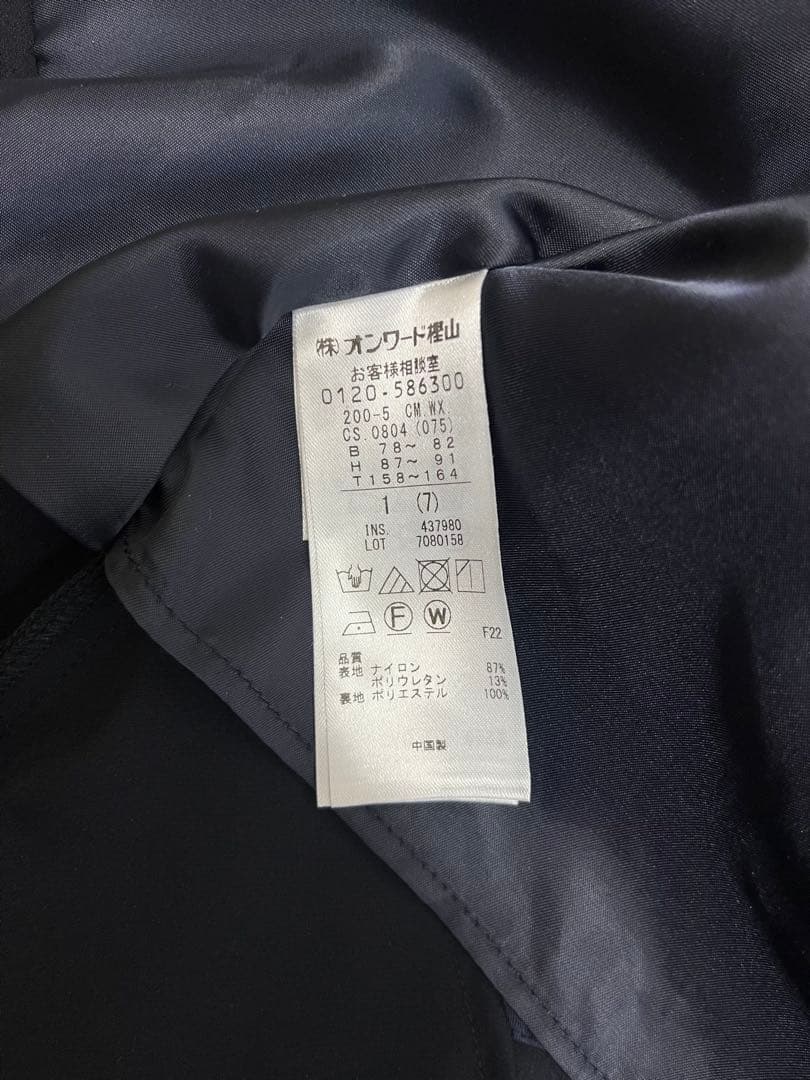 (株)オンワード樫山
お客様相談室
0120-586300
200-5 CM.WX.
CS.0804(075)
B 78～ 82
H 87～ 91
T158～164
1 (7)
INS. 437980
LOT 7080158
F W
F22
品質
表地 ナイロン 87%
ポリウレタン 13%
裏地 ポリエステル 100%
中国製